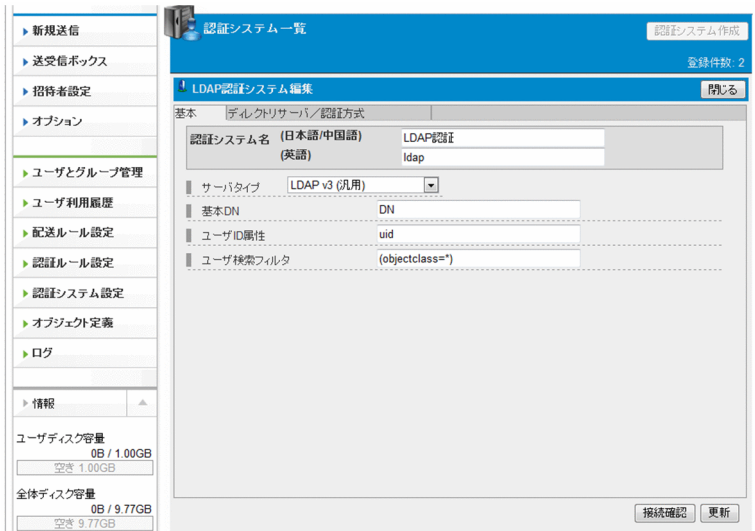 新規送信
送受信ボックス
招待者設定
オプション
ユーザとグループ管理
ユーザ利用履歴
配送ルール設定
認証ルール設定
認証システム設定
オブジェクト定義
ログ
情報
ユーザディスク容量
0B / 1.00GB
空き 1.00GB
全体ディスク容量
0B / 9.77GB
空き 9.77GB
認証システム一覧
認証システム作成
登録件数: 2
LDAP認証システム編集
閉じる
基本 ディレクトリサーバ／認証方式
認証システム名 (日本語/中国語) LDAP認証
(英語) ldap
サーバタイプ LDAP v3 (汎用)
基本DN DN
ユーザID属性 uid
ユーザ検索フィルタ (objectclass=*)
接続確認 更新